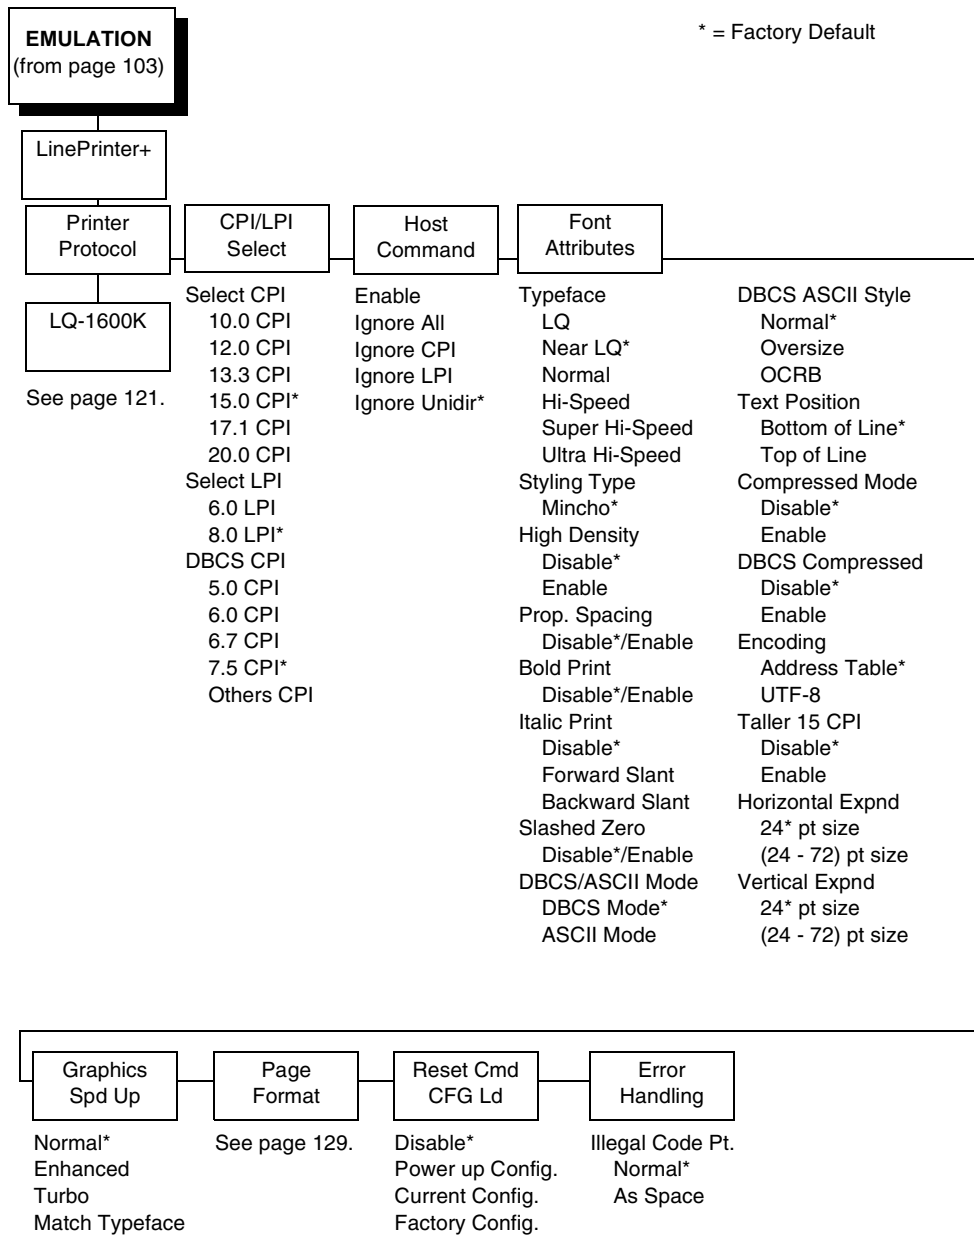 EMULATION
(from page 103)
* = Factory Default
LinePrinter+
Printer
Protocol
LQ-1600K
See page 121.
CPI/LPI
Select
Select CPI
10.0 CPI
12.0 CPI
13.3 CPI
15.0 CPI*
17.1 CPI
20.0 CPI
Select LPI
6.0 LPI
8.0 LPI*
DBCS CPI
5.0 CPI
6.0 CPI
6.7 CPI
7.5 CPI*
Others CPI
Host
Command
Enable
Ignore All
Ignore CPI
Ignore LPI
Ignore Unidir*
Font
Attributes
Typeface
LQ
Near LQ*
Normal
Hi-Speed
Super Hi-Speed
Ultra Hi-Speed
Styling Type
Mincho*
High Density
Disable*
Enable
Prop. Spacing
Disable*/Enable
Bold Print
Disable*/Enable
Italic Print
Disable*
Forward Slant
Backward Slant
Slashed Zero
Disable*/Enable
DBCS/ASCII Mode
DBCS Mode*
ASCII Mode
DBCS ASCII Style
Normal*
Oversize
OCRB
Text Position
Bottom of Line*
Top of Line
Compressed Mode
Disable*
Enable
DBCS Compressed
Disable*
Enable
Encoding
Address Table*
UTF-8
Taller 15 CPI
Disable*
Enable
Horizontal Expnd
24* pt size
(24 - 72) pt size
Vertical Expnd
24* pt size
(24 - 72) pt size
Graphics
Spd Up
Normal*
Enhanced
Turbo
Match Typeface
Page
Format
See page 129.
Reset Cmd
CFG Ld
Disable*
Power up Config.
Current Config.
Factory Config.
Error
Handling
Illegal Code Pt.
Normal*
As Space